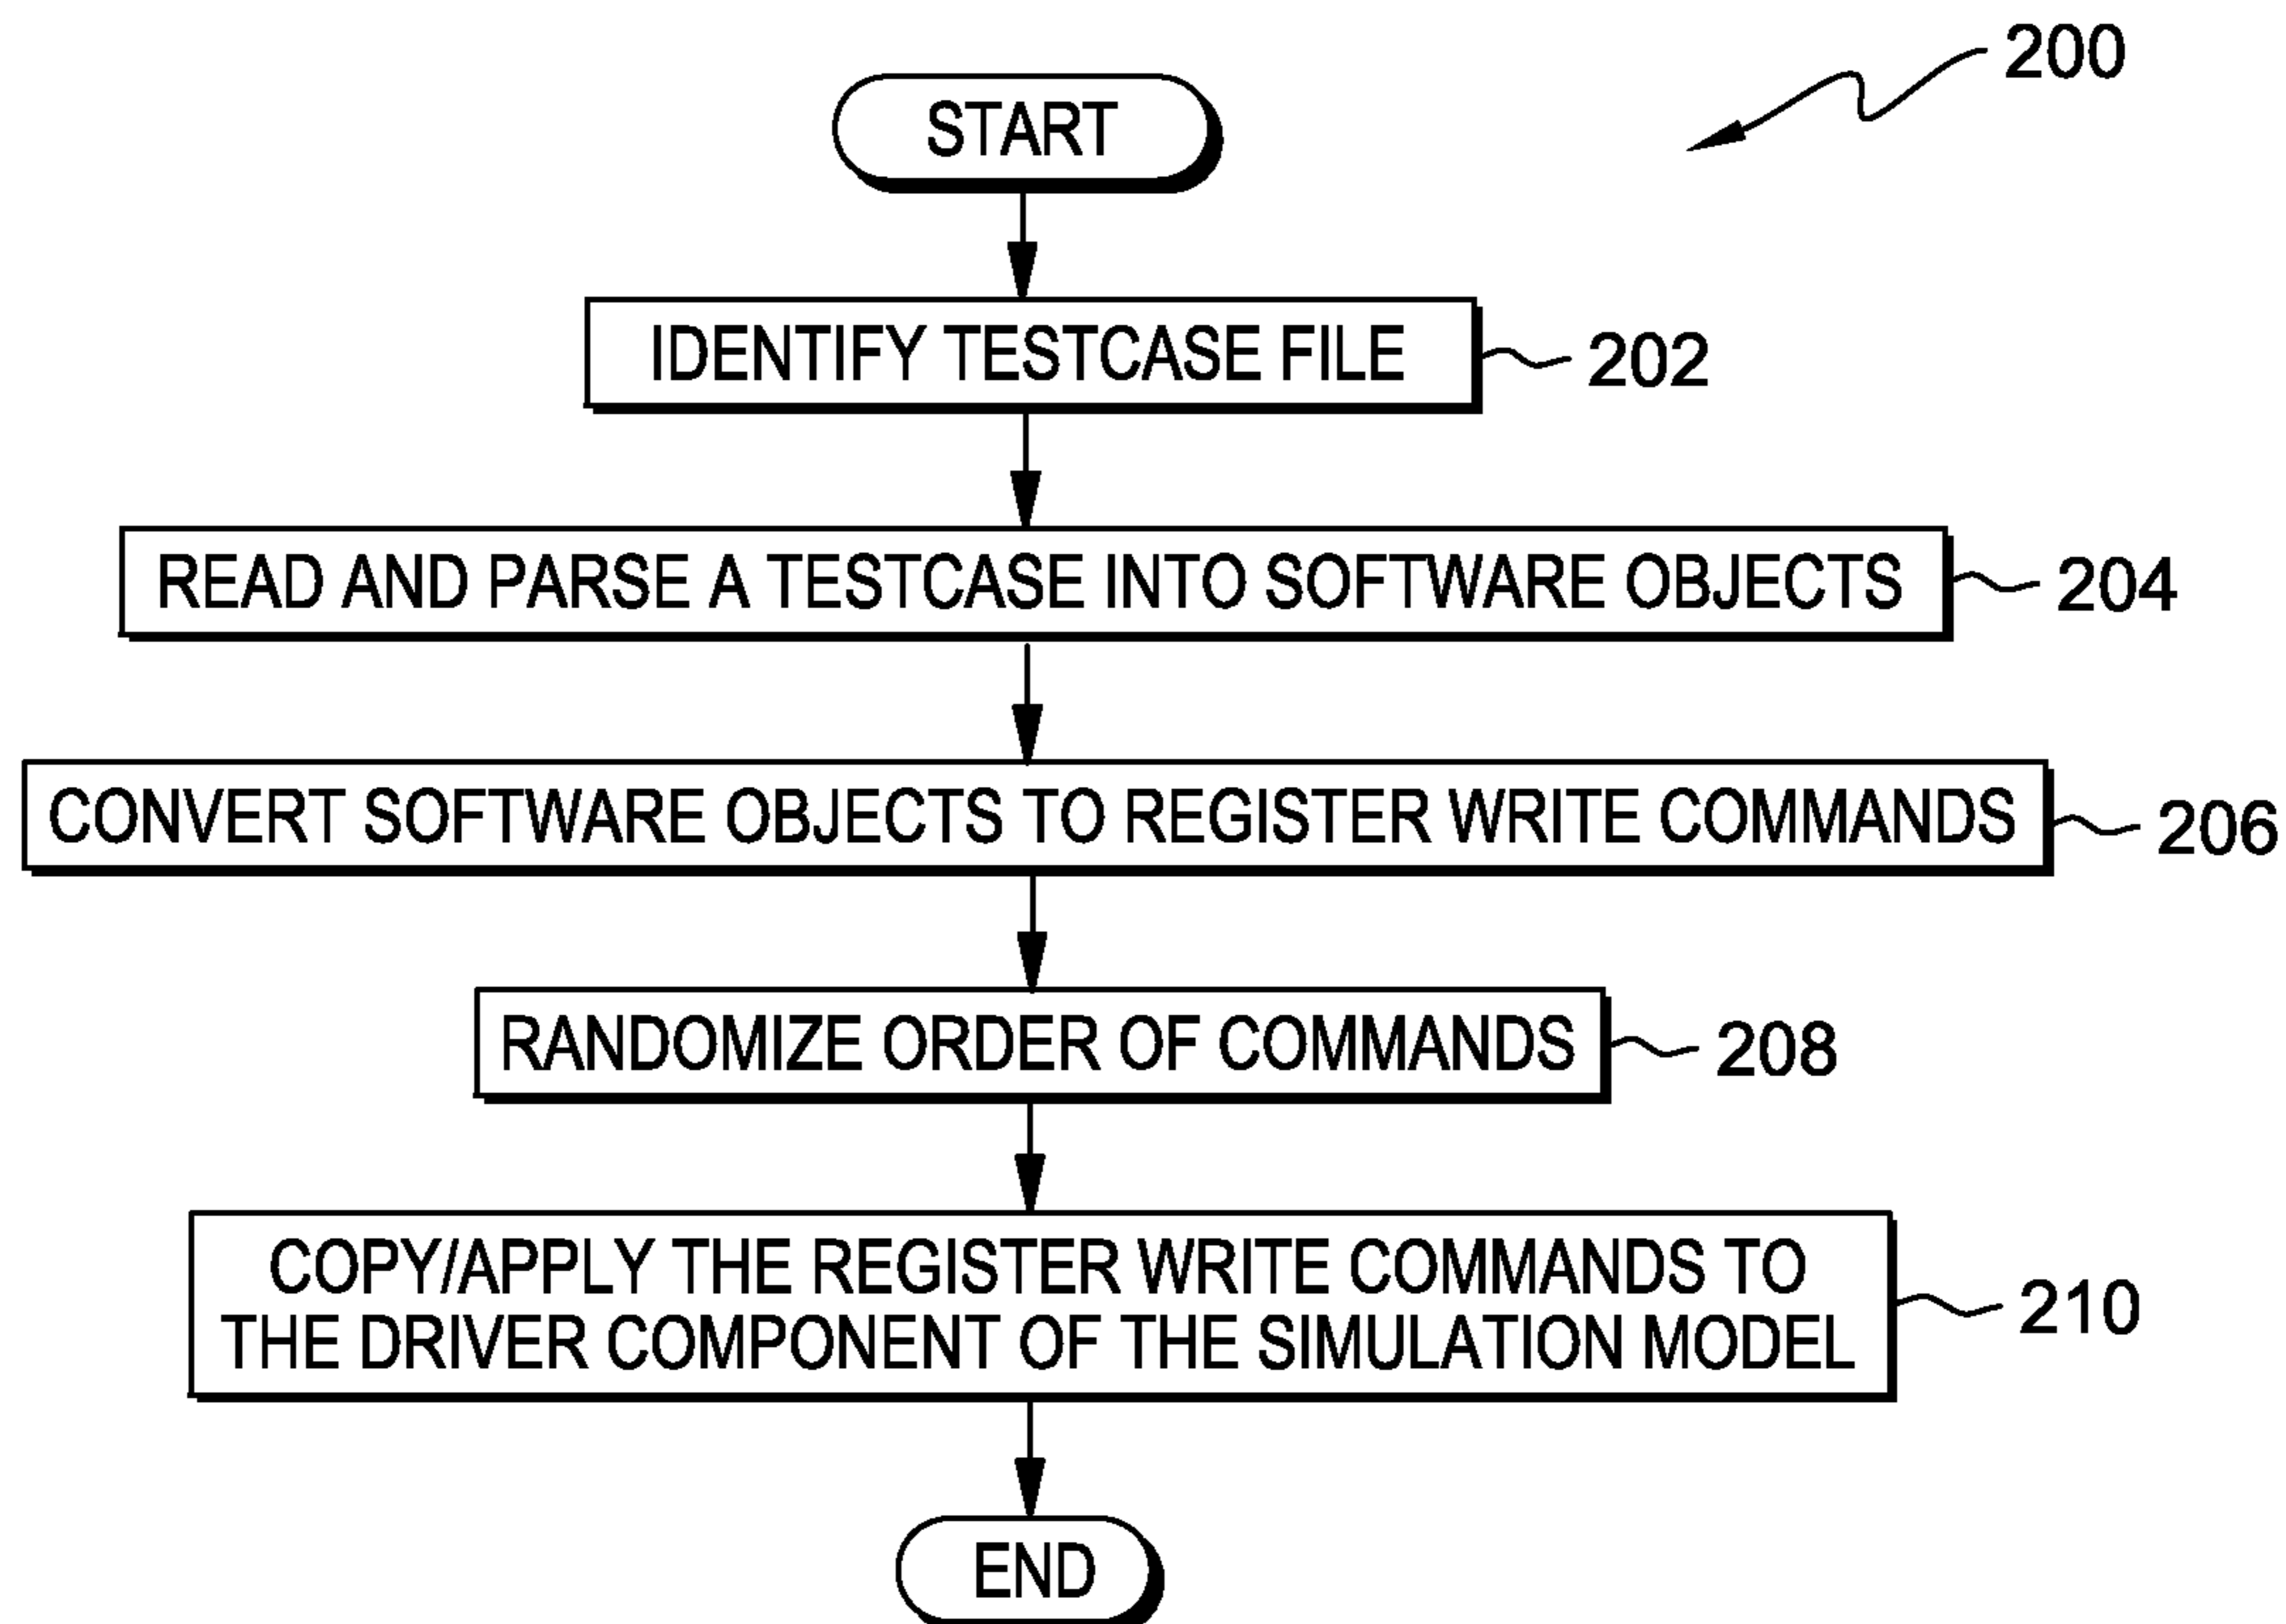 200
START
IDENTIFY TESTCASE FILE
202
READ AND PARSE A TESTCASE INTO SOFTWARE OBJECTS
204
CONVERT SOFTWARE OBJECTS TO REGISTER WRITE COMMANDS
206
RANDOMIZE ORDER OF COMMANDS
208
COPY/APPLY THE REGISTER WRITE COMMANDS TO
THE DRIVER COMPONENT OF THE SIMULATION MODEL
210
END